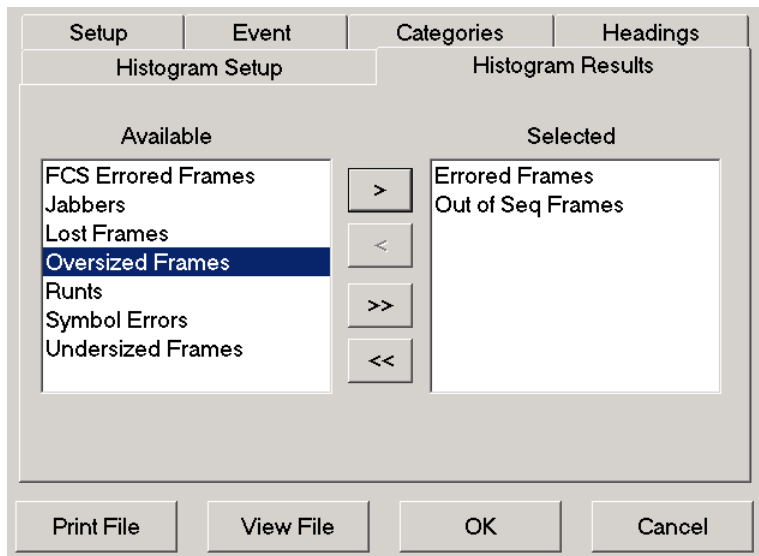 Setup Event Categories Headings
Histogram Setup Histogram Results
Available Selected
FCS Errored Frames
Jabbers
Lost Frames
Oversized Frames
Runts
Symbol Errors
Undersized Frames
>
<
>>
<<
Errored Frames
Out of Seq Frames
Print File View File OK Cancel